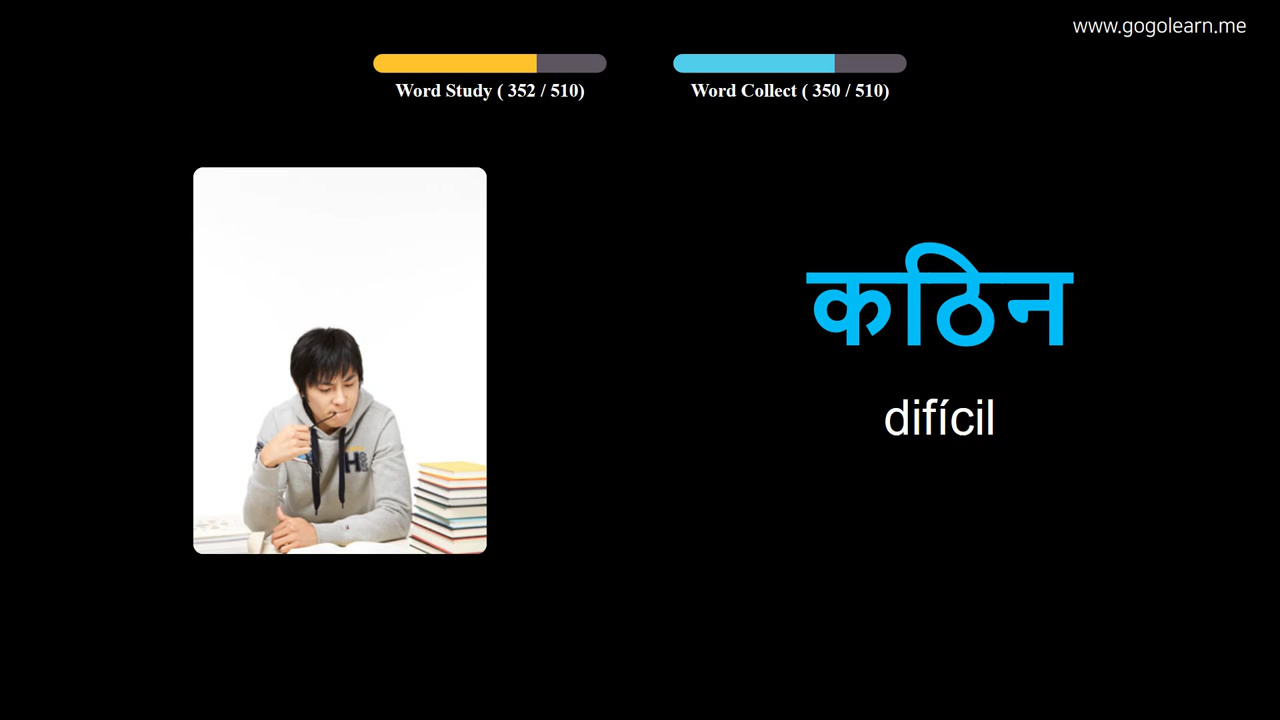 www.gogolearn.me
Word Study ( 352 / 510)
Word Collect ( 350 / 510)
कठिन
difícil
H